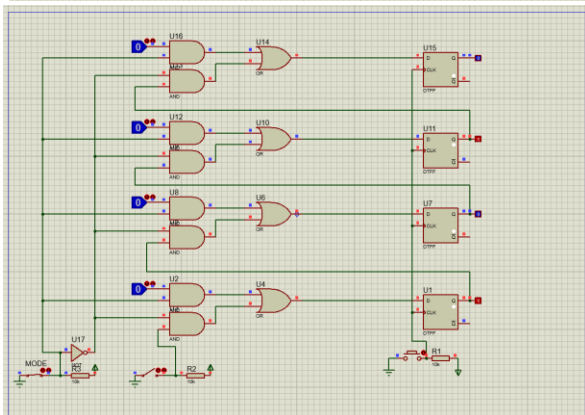 U16
U14
U15
0
D
Q
CLK
Q
AND
OR
DTFF
U12
U10
U11
0
D
Q
CLK
Q
AND
OR
DTFF
U8
U6
U7
0
D
Q
CLK
Q
AND
OR
DTFF
U2
U4
U1
0
D
Q
CLK
Q
AND
OR
DTFF
U17
MODE
NOT
R3
R2
R1
10k
10k
10k